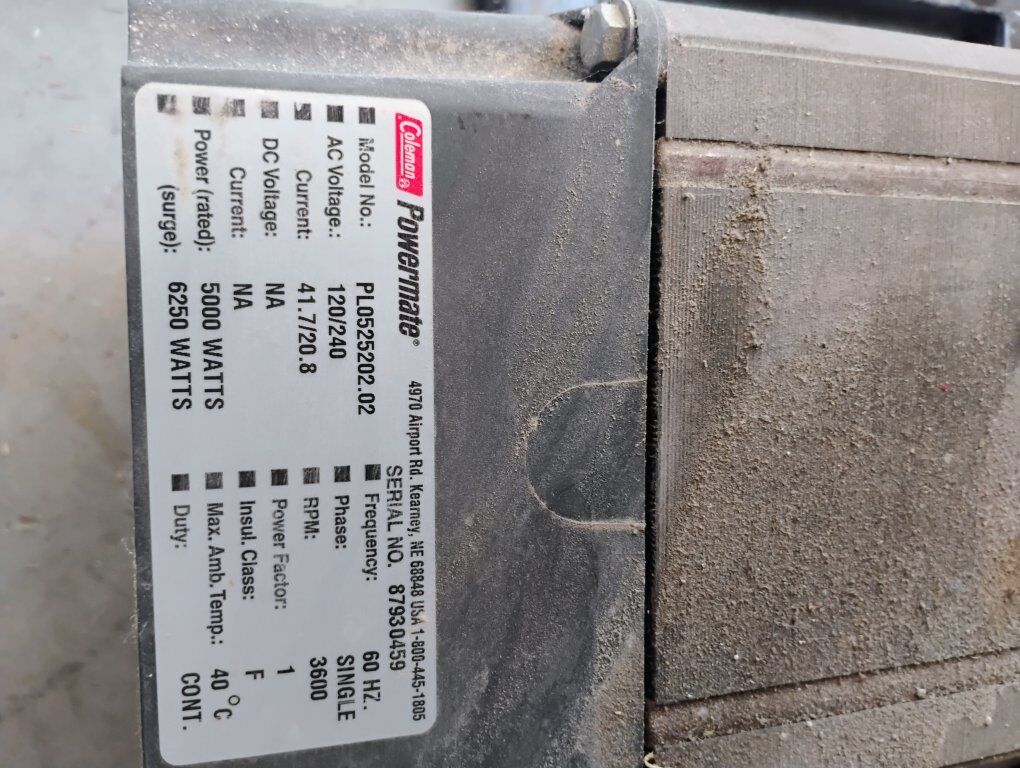 Coleman® Powermate® 4970 Airport Rd. Kearney, NE 68848 USA 1-800-445-1805
SERIAL NO. 87930459
Model No.: PL0525202.02 Frequency: 60 HZ.
AC Voltage.: 120/240 Phase: SINGLE
Current: 41.7/20.8 RPM: 3600
DC Voltage: NA Power Factor: 1
Current: NA Insul. Class: F
Power (rated): 5000 WATTS Max. Amb. Temp.: 40 °C
(surge): 6250 WATTS Duty: CONT.